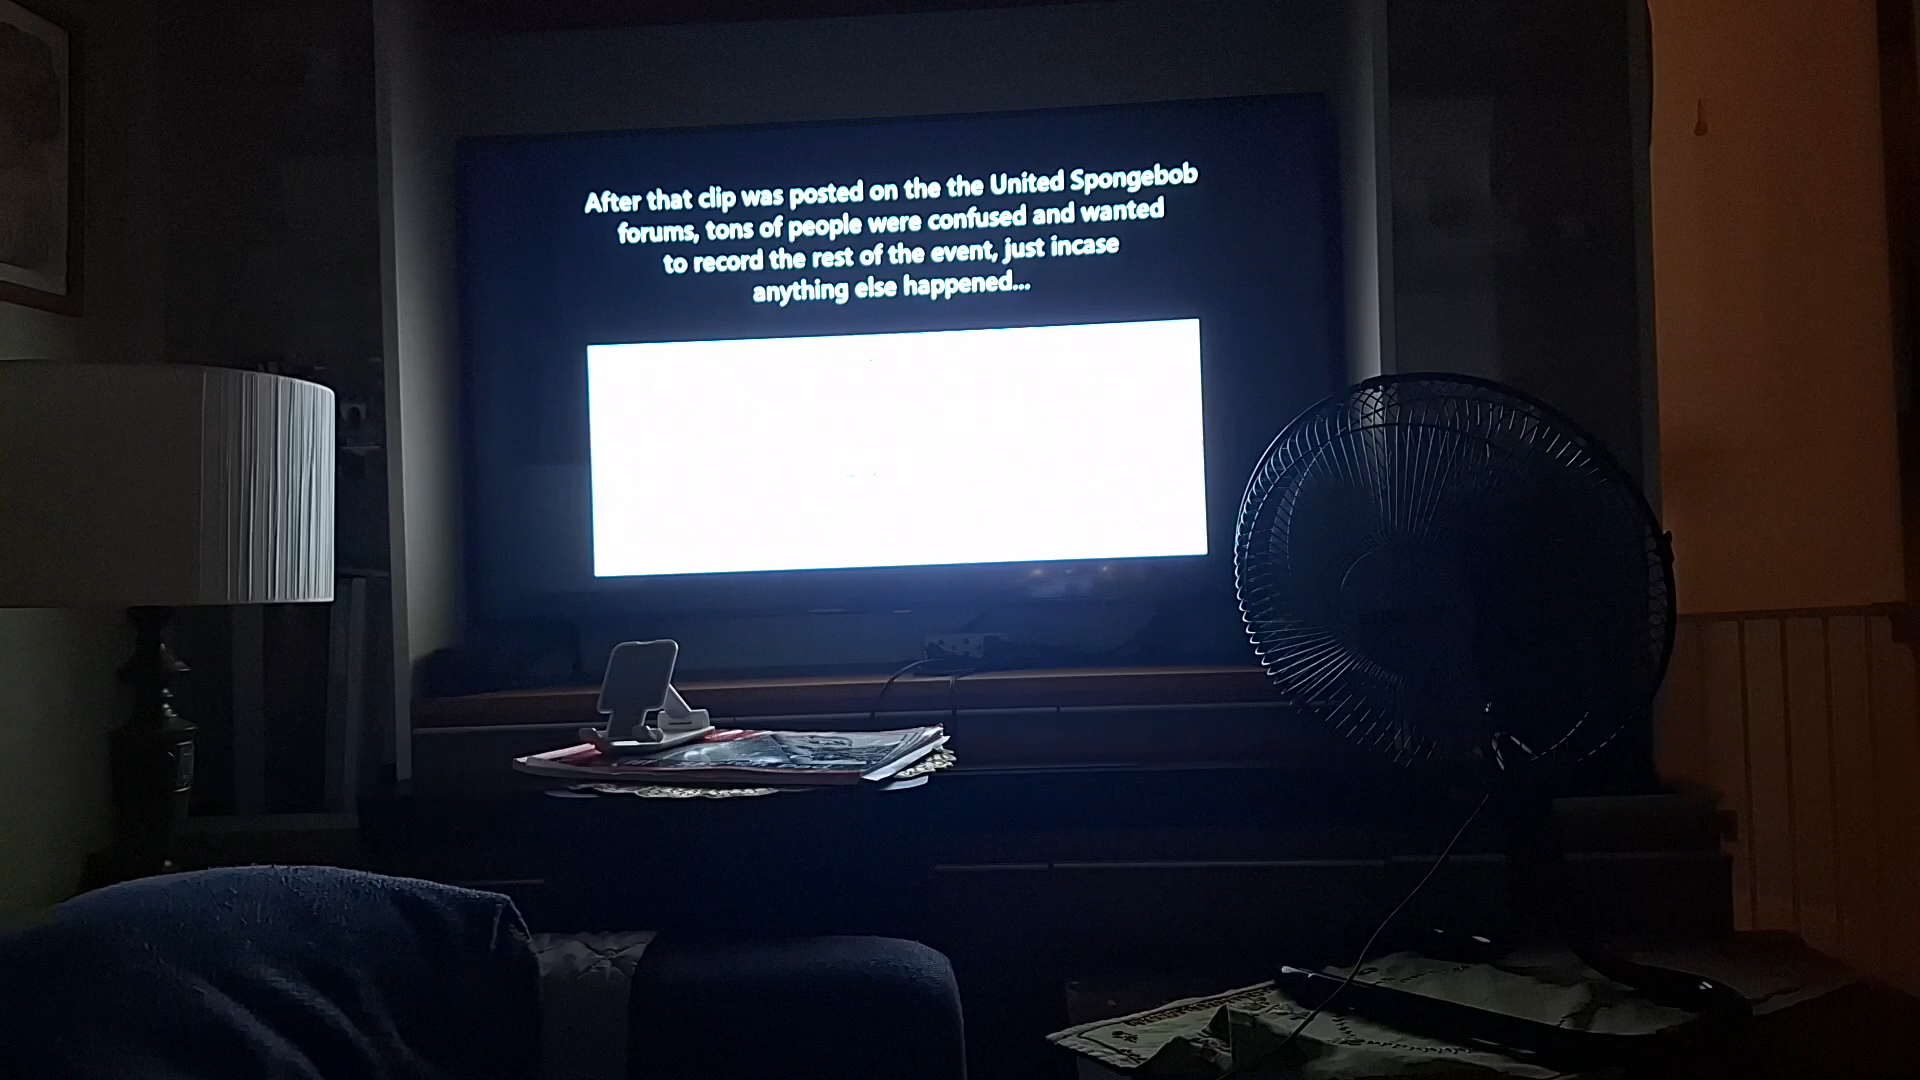 After that clip was posted on the the United Spongebob
forums, tons of people were confused and wanted
to record the rest of the event, just incase
anything else happened...